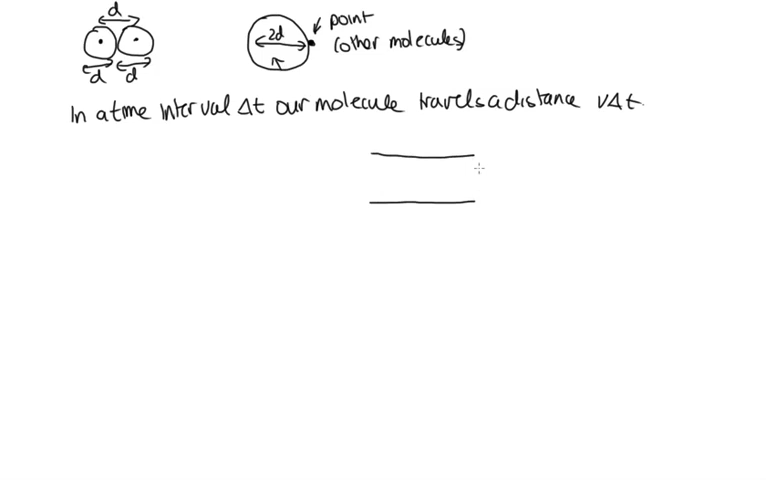 d
d d
2d
point
(other molecules)
In a time interval Δt our molecule travels a distance vΔt